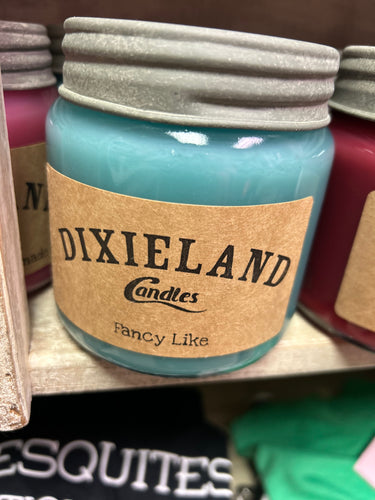 DIXIELAND
Candles
Fancy Like
ESQUITES